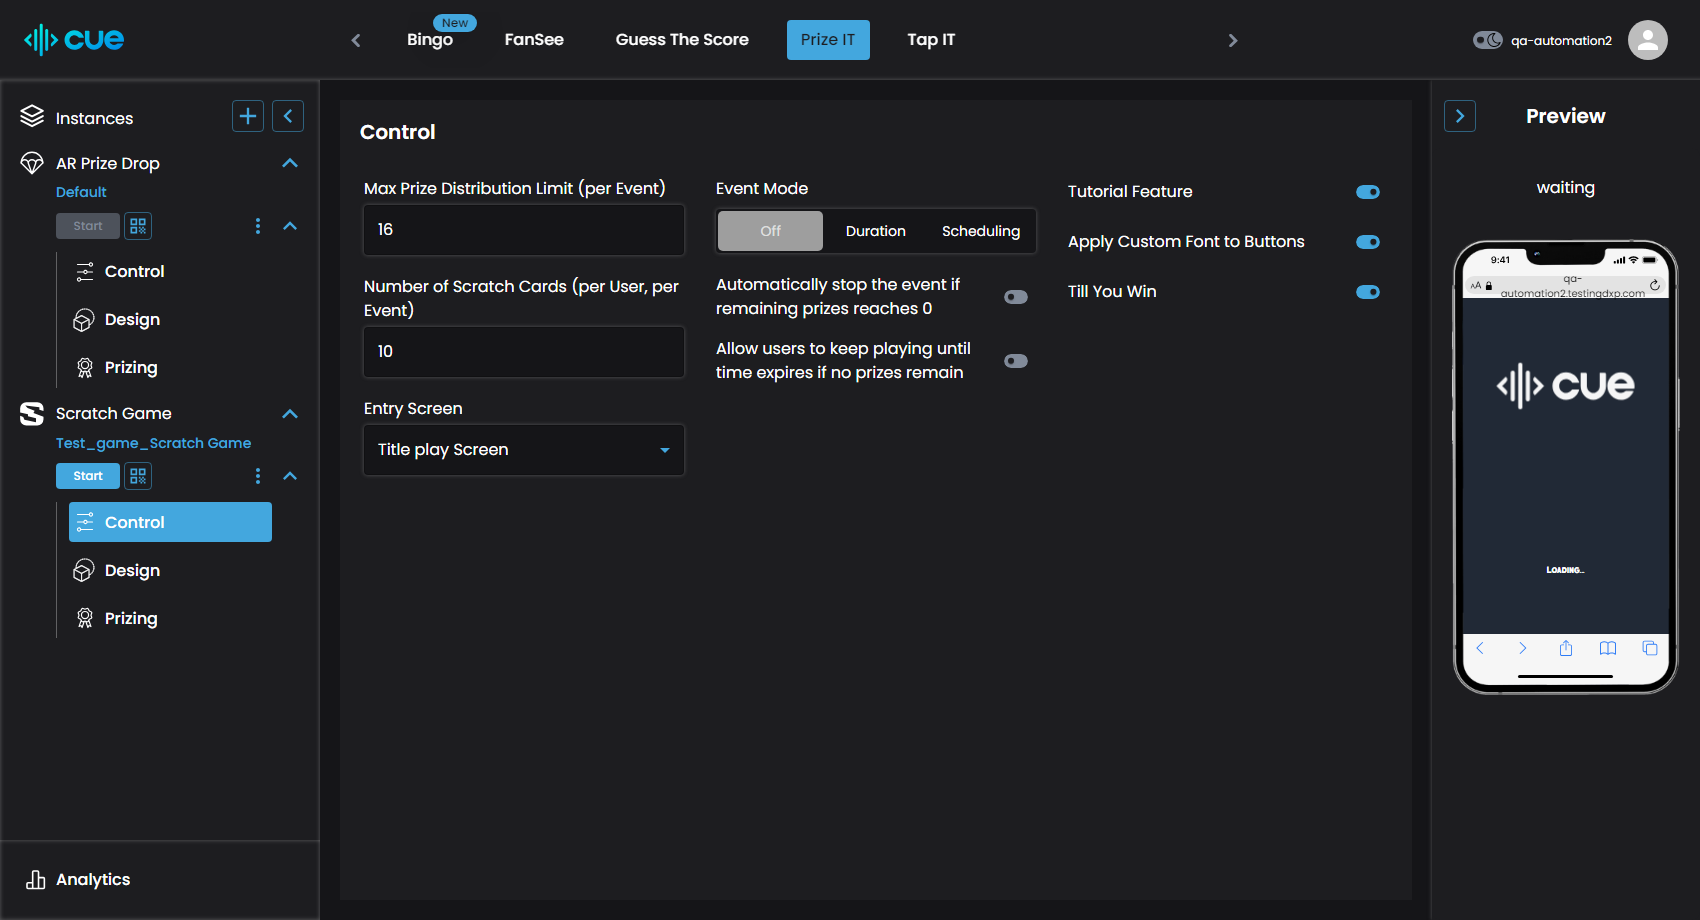 cue
New
Bingo
FanSee
Guess The Score
Prize IT
Tap IT
qa-automation2
Instances
AR Prize Drop
Default
Start
Control
Design
Prizing
Scratch Game
Test_game_Scratch Game
Start
Control
Design
Prizing
Analytics
Control
Max Prize Distribution Limit (per Event)
16
Number of Scratch Cards (per User, per
Event)
10
Entry Screen
Title play Screen
Event Mode
Off
Duration
Scheduling
Automatically stop the event if
remaining prizes reaches 0
Allow users to keep playing until
time expires if no prizes remain
Tutorial Feature
Apply Custom Font to Buttons
Till You Win
Preview
waiting
9:41
AA
qa-
automation2.testingdxp.com
cue
LOADING...